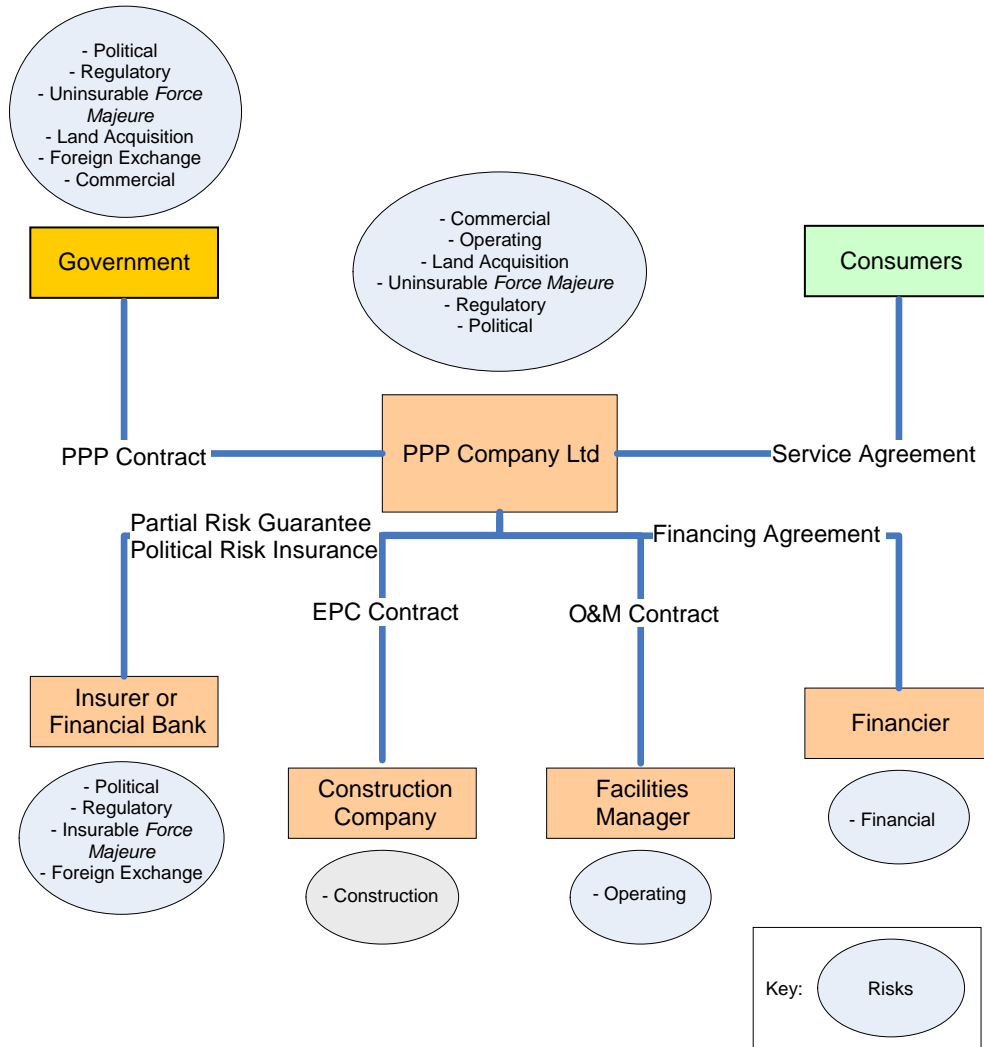 - Political
- Regulatory
- Uninsurable Force
Majeure
- Land Acquisition
- Foreign Exchange
- Commercial
- Commercial
- Operating
- Land Acquisition
- Uninsurable Force Majeure
- Regulatory
- Political
Government
Consumers
PPP Contract
PPP Company Ltd
Service Agreement
Partial Risk Guarantee
Political Risk Insurance
Financing Agreement
EPC Contract
O&M Contract
Insurer or
Financial Bank
Financier
Construction
Company
Facilities
Manager
- Political
- Regulatory
- Insurable Force
Majeure
- Foreign Exchange
- Financial
- Construction
- Operating
Key:
Risks